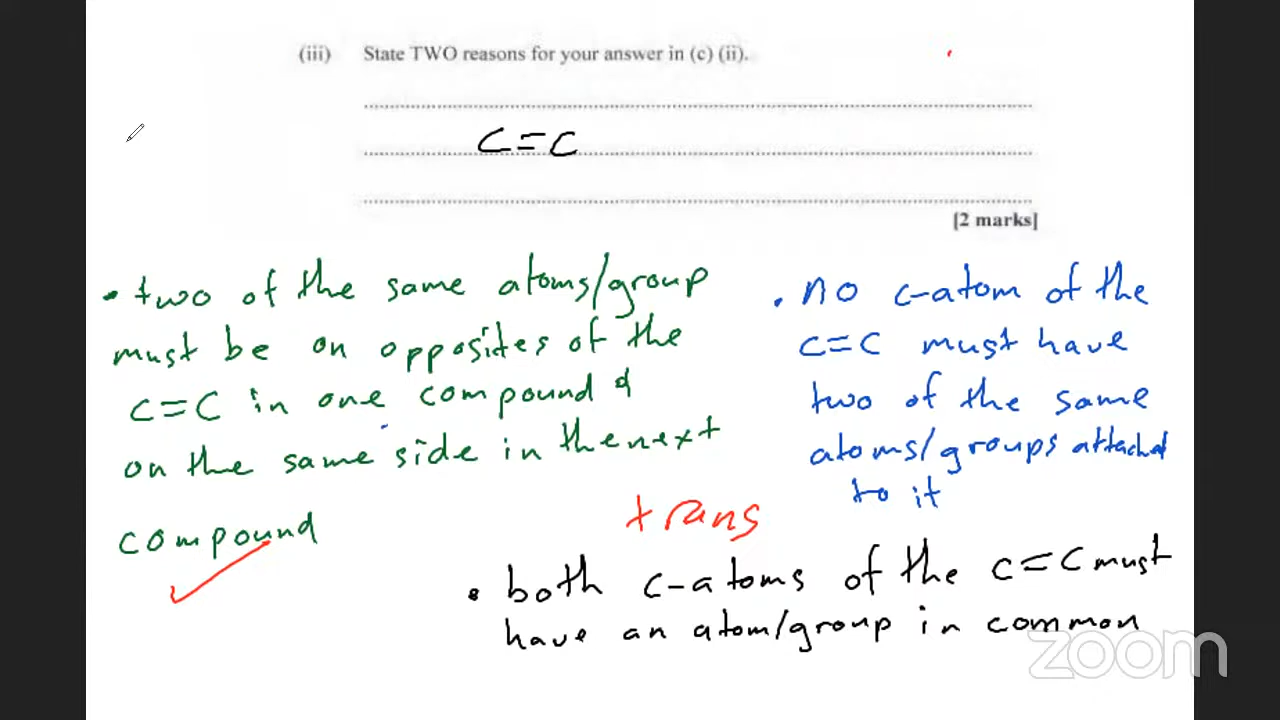 (iii) State TWO reasons for your answer in (c) (ii).
C=C
[2 marks]
• two of the same atoms/group
must be on opposites of the
C=C in one compound &
on the same side in the next
compound
• no c-atom of the
C=C must have
two of the same
atoms/groups attached
to it
trans
• both c-atoms of the C=C must
have an atom/group in common
zoom